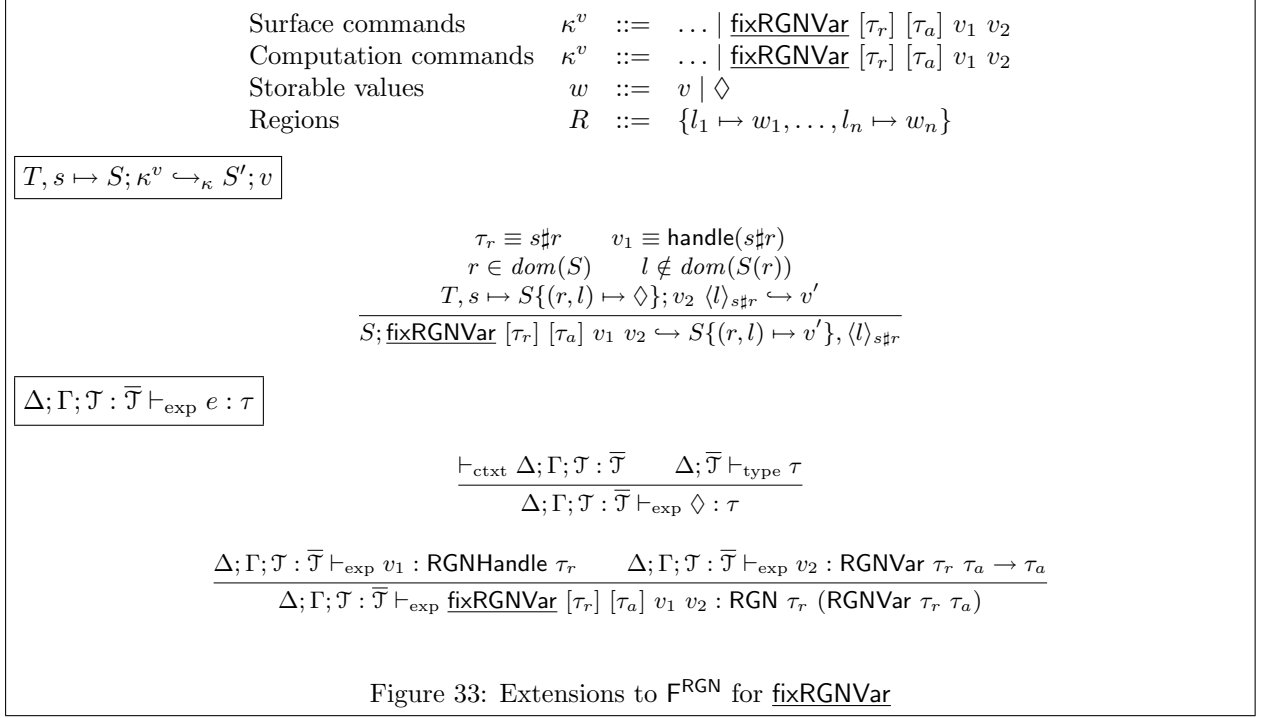 Surface commands κ^v ::= … | fixRGNVar [τ_r] [τ_a] v_1 v_2
Computation commands κ^v ::= … | fixRGNVar [τ_r] [τ_a] v_1 v_2
Storable values w ::= v | ♢
Regions R ::= {l_1 ↦ w_1, …, l_n ↦ w_n}
T, s ↦ S; κ^v ↪_κ S′; v
τ_r ≡ s♯r v_1 ≡ handle(s♯r)
r ∈ dom(S) l ∉ dom(S(r))
T, s ↦ S{(r, l) ↦ ♢}; v_2 ⟨l⟩_{s♯r} ↪ v′
S; fixRGNVar [τ_r] [τ_a] v_1 v_2 ↪ S{(r, l) ↦ v′}, ⟨l⟩_{s♯r}
Δ; Γ; 𝒯 : 𝒯̅ ⊢_exp e : τ
⊢_ctxt Δ; Γ; 𝒯 : 𝒯̅ Δ; 𝒯̅ ⊢_type τ
Δ; Γ; 𝒯 : 𝒯̅ ⊢_exp ♢ : τ
Δ; Γ; 𝒯 : 𝒯̅ ⊢_exp v_1 : RGNHandle τ_r Δ; Γ; 𝒯 : 𝒯̅ ⊢_exp v_2 : RGNVar τ_r τ_a → τ_a
Δ; Γ; 𝒯 : 𝒯̅ ⊢_exp fixRGNVar [τ_r] [τ_a] v_1 v_2 : RGN τ_r (RGNVar τ_r τ_a)
Figure 33: Extensions to F^RGN for fixRGNVar